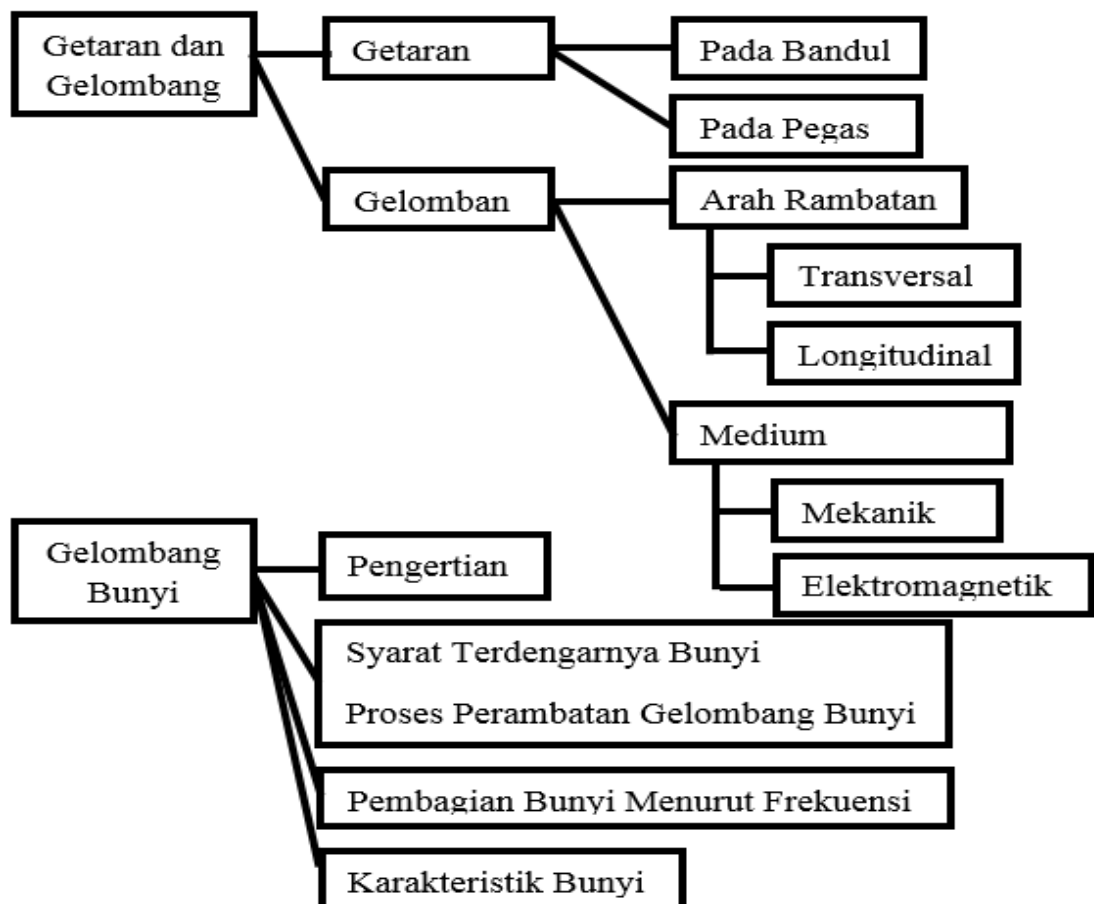 Getaran dan
Gelombang
Getaran
Pada Bandul
Pada Pegas
Gelomban
Arah Rambatan
Transversal
Longitudinal
Medium
Mekanik
Elektromagnetik
Gelombang
Bunyi
Pengertian
Syarat Terdengarnya Bunyi
Proses Perambatan Gelombang Bunyi
Pembagian Bunyi Menurut Frekuensi
Karakteristik Bunyi